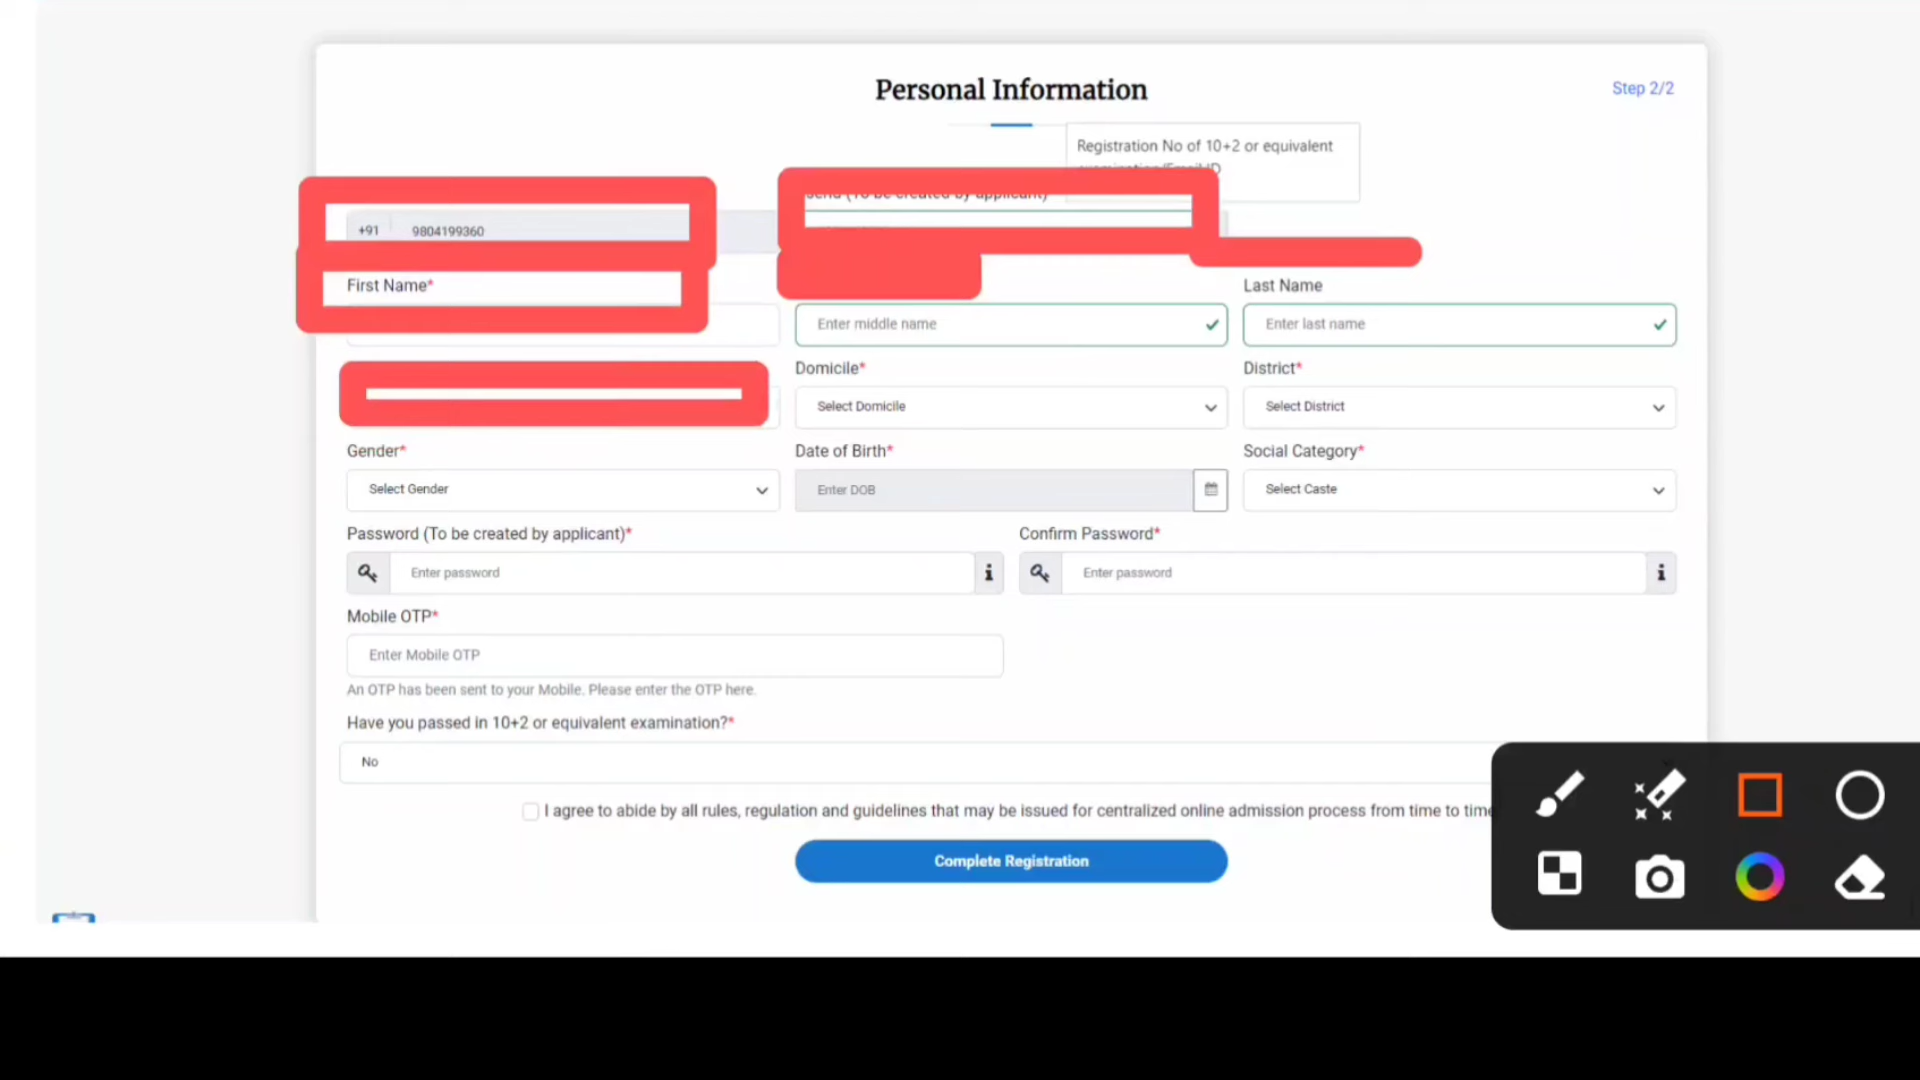 Personal Information
Step 2/2
Registration No of 10+2 or equivalent
+91 9804199360
(To be created by applicant)
First Name*
Last Name
Enter middle name
Enter last name
Domicile*
District*
Select Domicile
Select District
Gender*
Date of Birth*
Social Category*
Select Gender
Enter DOB
Select Caste
Password (To be created by applicant)*
Confirm Password*
Enter password
Enter password
Mobile OTP*
Enter Mobile OTP
An OTP has been sent to your Mobile. Please enter the OTP here.
Have you passed in 10+2 or equivalent examination?*
No
I agree to abide by all rules, regulation and guidelines that may be issued for centralized online admission process from time to time
Complete Registration